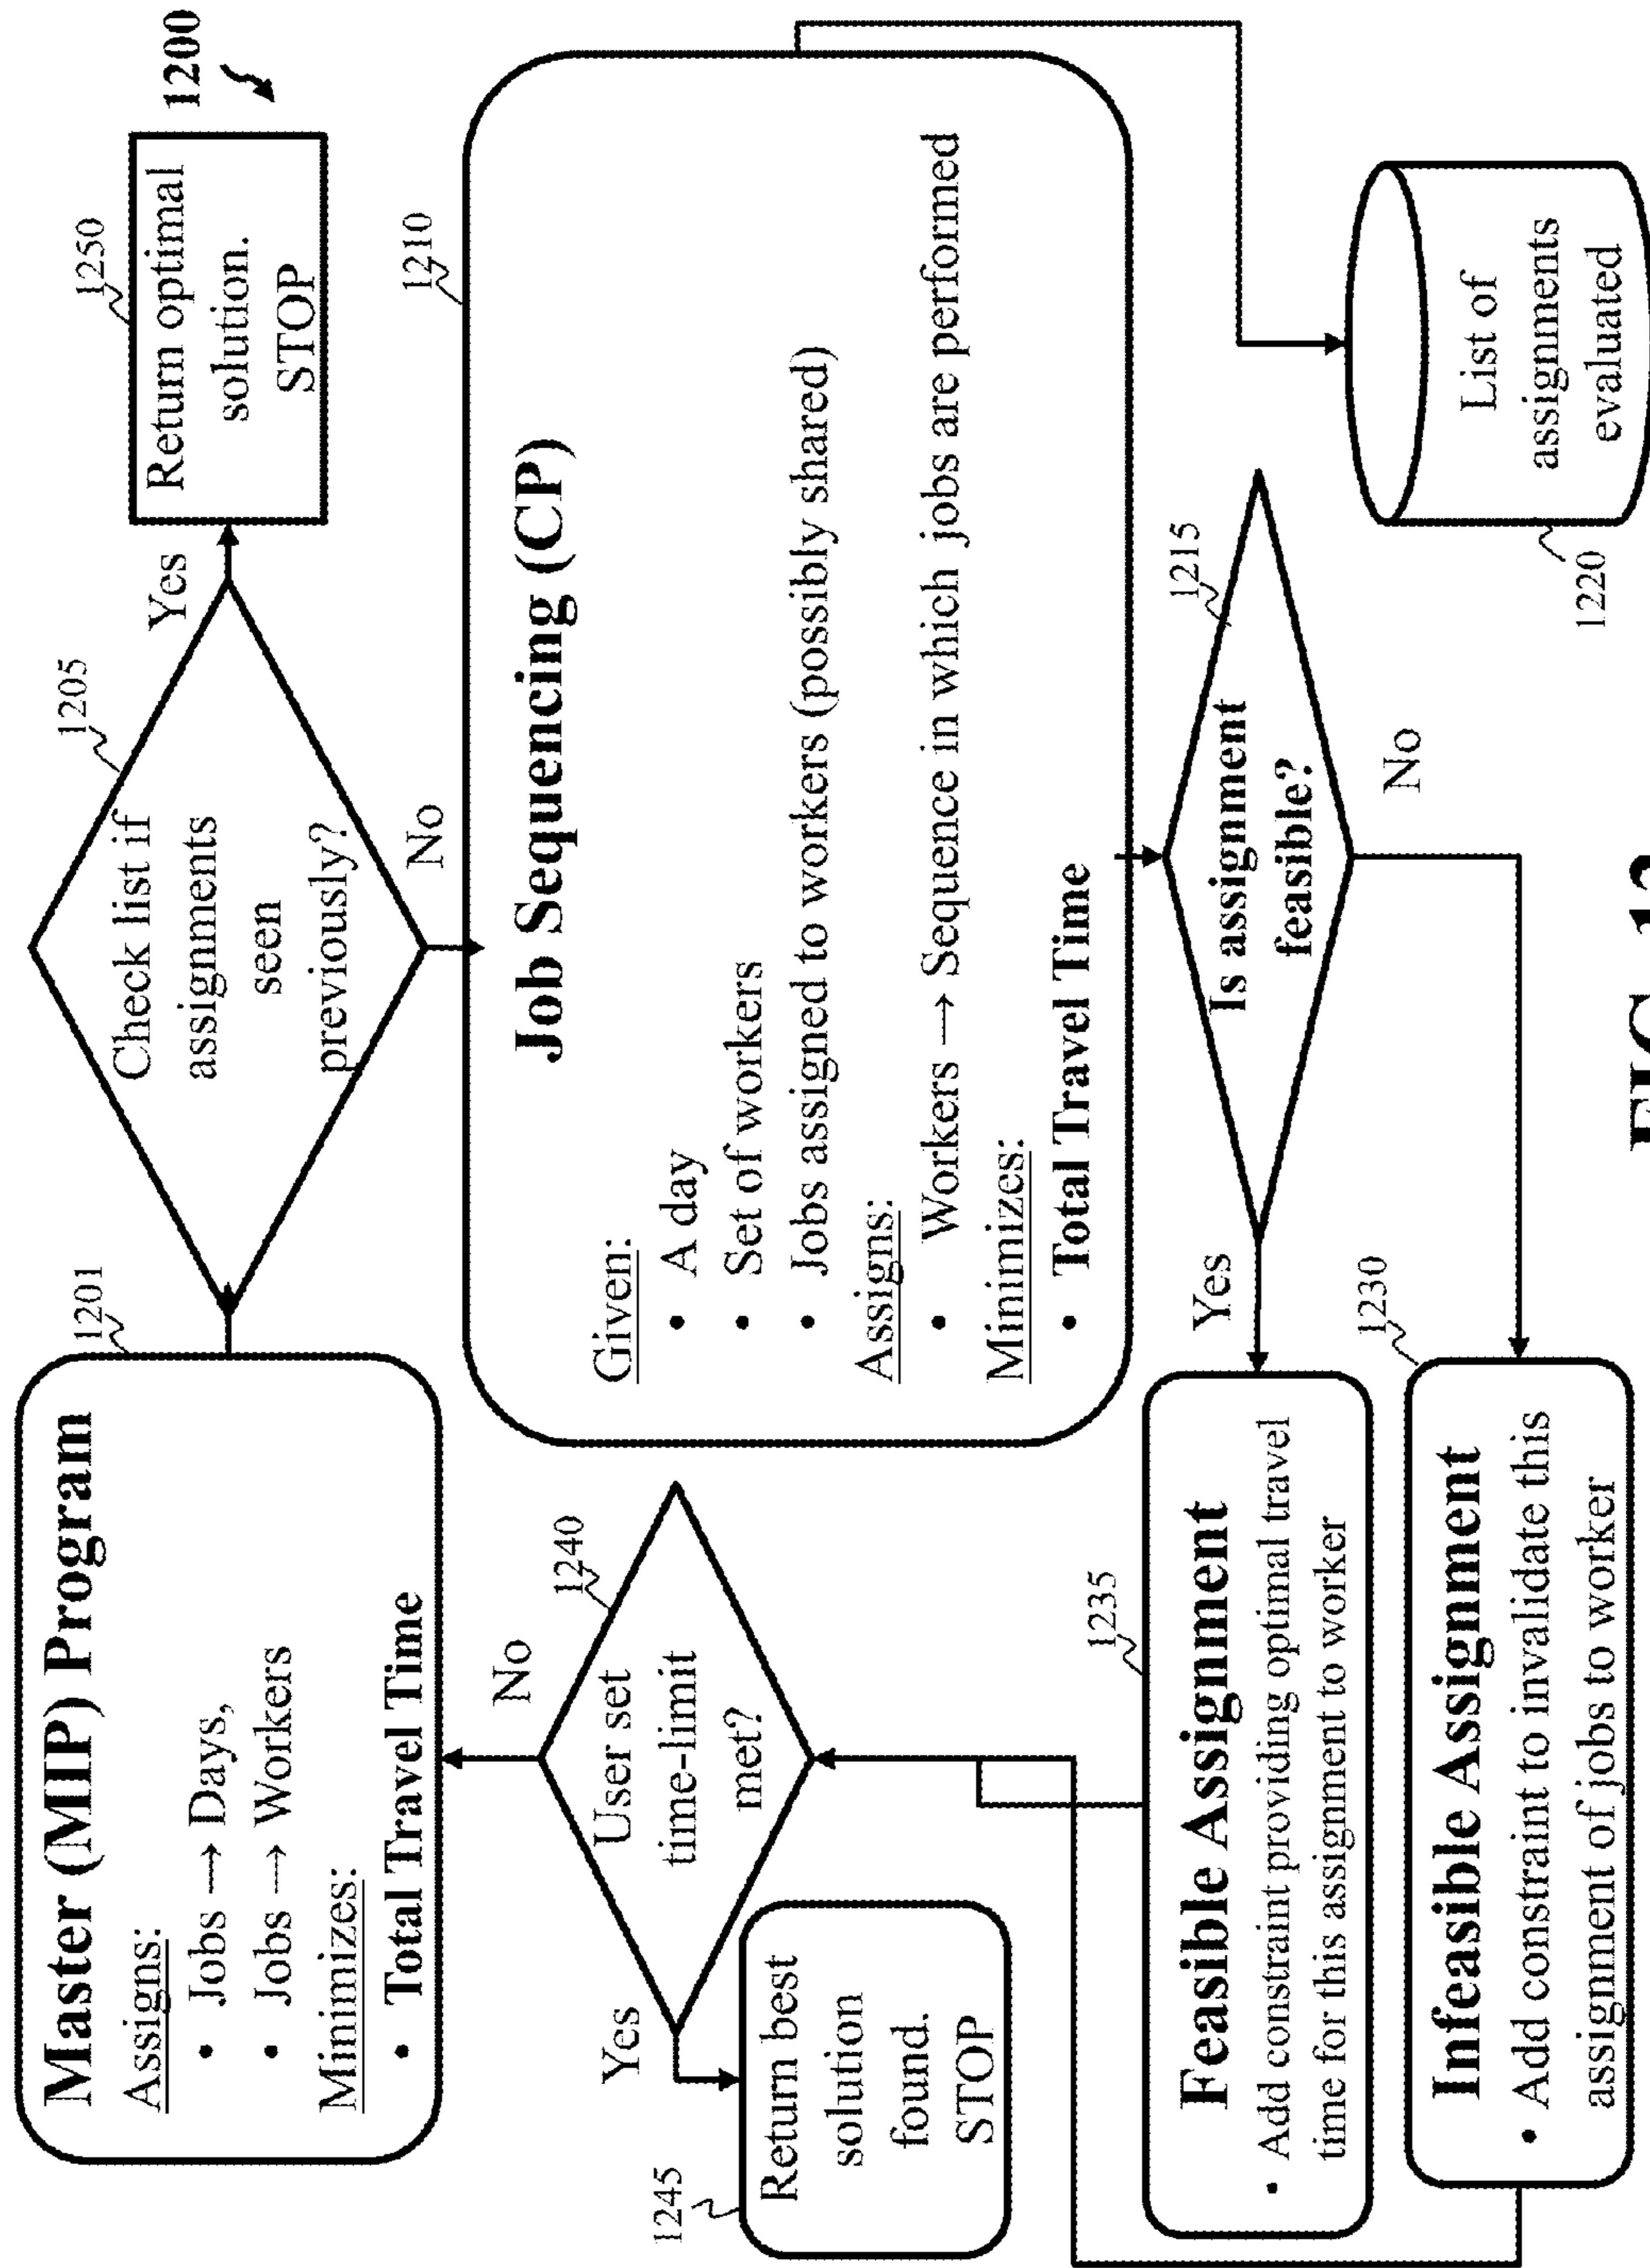 1200
1201
Master (MIP) Program
Assigns:
• Jobs → Days,
• Jobs → Workers
Minimizes:
• Total Travel Time
1205
Check list if
assignments
seen
previously?
Yes
No
1250
Return optimal
solution.
STOP
1210
Job Sequencing (CP)
Given:
• A day
• Set of workers
• Jobs assigned to workers (possibly shared)
Assigns:
• Workers → Sequence in which jobs are performed
Minimizes:
• Total Travel Time
1215
Is assignment
feasible?
Yes
No
1220
List of
assignments
evaluated
1240
User set
time-limit
met?
No
Yes
1245
Return best
solution
found.
STOP
1235
Feasible Assignment
• Add constraint providing optimal travel
time for this assignment to worker
1230
Infeasible Assignment
• Add constraint to invalidate this
assignment of jobs to worker